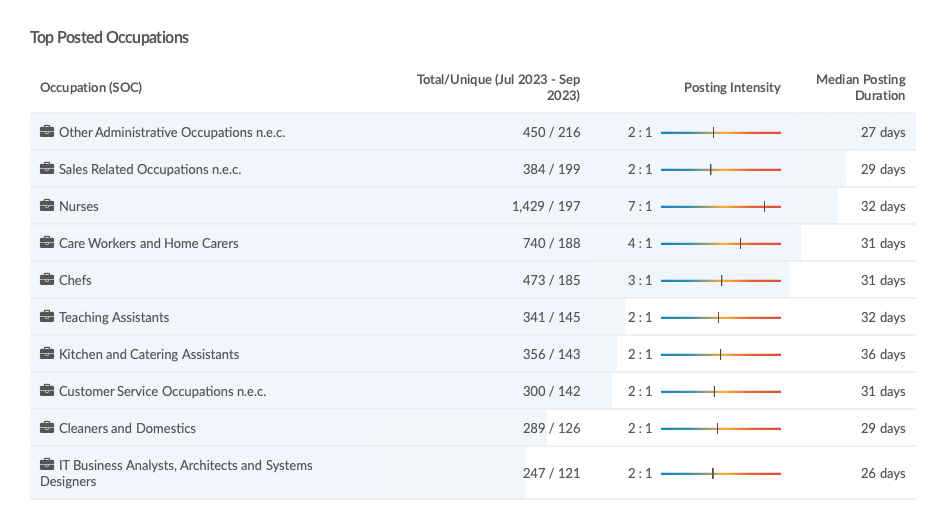 Top Posted Occupations
Occupation (SOC) Total/Unique (Jul 2023 - Sep 2023) Posting Intensity Median Posting Duration
Other Administrative Occupations n.e.c. 450 / 216 2 : 1 27 days
Sales Related Occupations n.e.c. 384 / 199 2 : 1 29 days
Nurses 1,429 / 197 7 : 1 32 days
Care Workers and Home Carers 740 / 188 4 : 1 31 days
Chefs 473 / 185 3 : 1 31 days
Teaching Assistants 341 / 145 2 : 1 32 days
Kitchen and Catering Assistants 356 / 143 2 : 1 36 days
Customer Service Occupations n.e.c. 300 / 142 2 : 1 31 days
Cleaners and Domestics 289 / 126 2 : 1 29 days
IT Business Analysts, Architects and Systems Designers 247 / 121 2 : 1 26 days